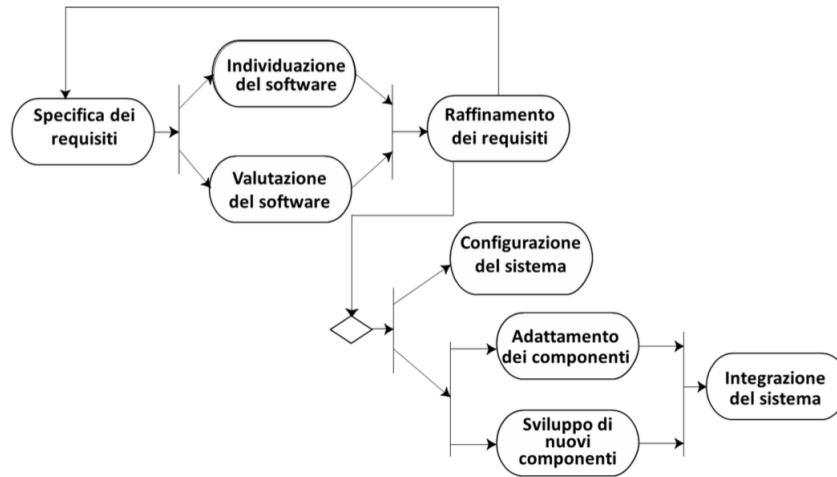 Individuazione
del software
Specifica dei
requisiti
Raffinamento
dei requisiti
Valutazione
del software
Configurazione
del sistema
Adattamento
dei componenti
Integrazione
del sistema
Sviluppo di
nuovi
componenti